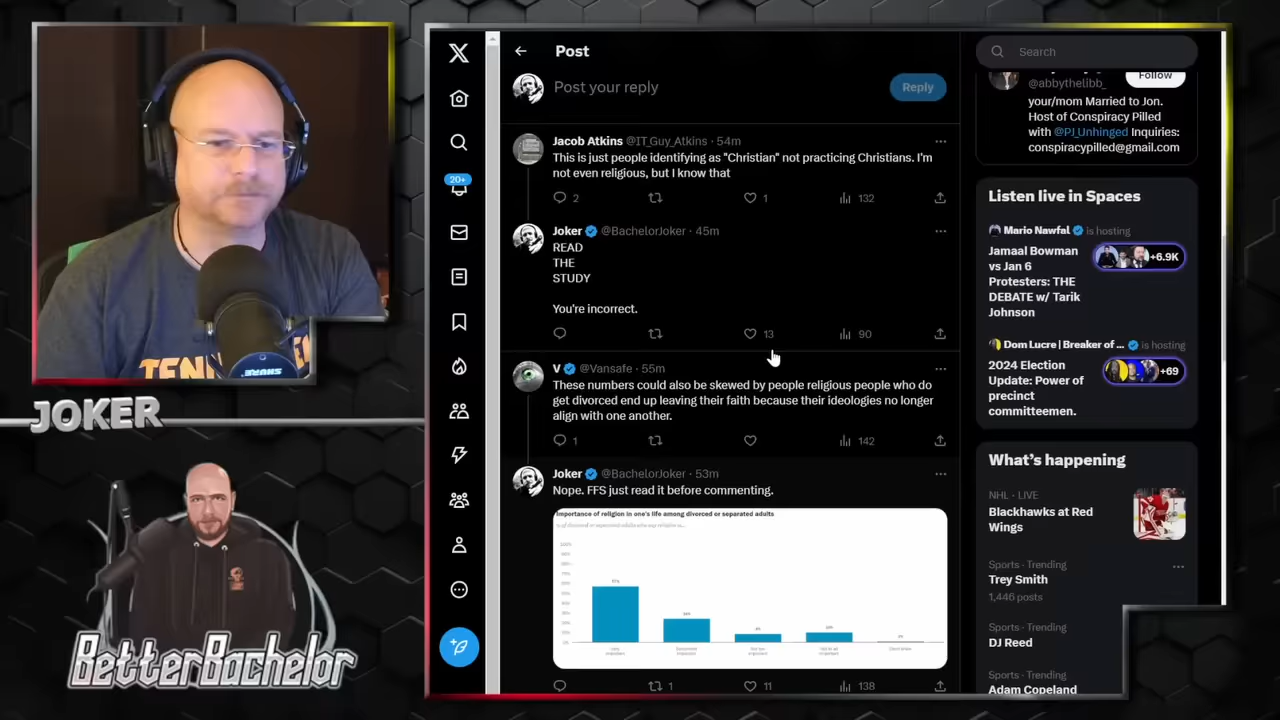 Post
Search
Post your reply
Reply
@abbythelibb_
Follow
your/mom Married to Jon.
Host of Conspiracy Pilled
with @PJ_Unhinged Inquiries:
conspiracypilled@gmail.com
Jacob Atkins @IT_Guy_Atkins · 54m
This is just people identifying as "Christian" not practicing Christians. I'm
not even religious, but I know that
2
1
132
20+
Joker @BachelorJoker · 45m
READ
THE
STUDY
You're incorrect.
13
90
Listen live in Spaces
Mario Nawfal is hosting
Jamaal Bowman
vs Jan 6
Protesters: THE
DEBATE w/ Tarik
Johnson
+6.9K
Dom Lucre | Breaker of ... is hosting
2024 Election
Update: Power of
precinct
committeemen.
+69
V @Vansafe · 55m
These numbers could also be skewed by people religious people who do
get divorced end up leaving their faith because their ideologies no longer
align with one another.
1
142
Joker @BachelorJoker · 53m
Nope. FFS just read it before commenting.
Importance of religion in one's life among divorced or separated adults
1
11
138
What's happening
NHL · LIVE
Blackhawks at Red
Wings
Sports · Trending
Trey Smith
1,446 posts
Sports · Trending
DJ Reed
Sports · Trending
Adam Copeland
SHURE
JOKER
Better Bachelor